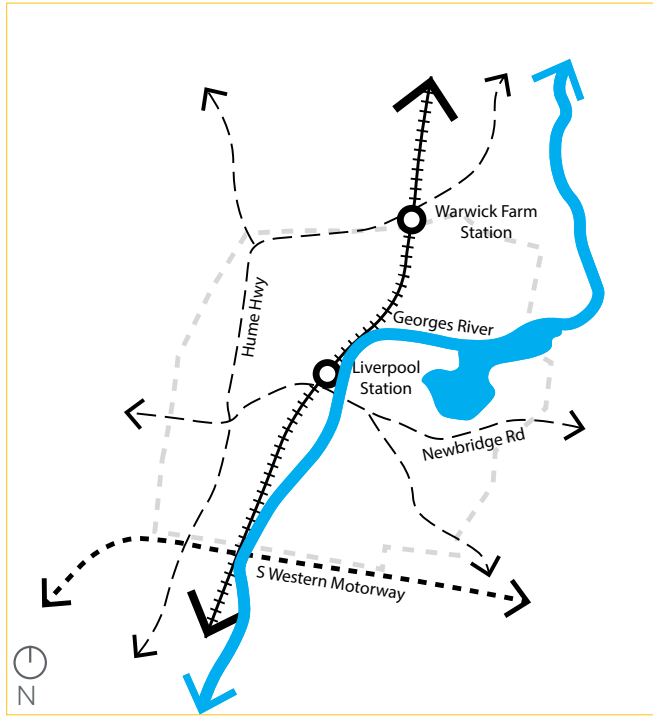 Warwick Farm
Station
Hume Hwy
Georges River
Liverpool
Station
Newbridge Rd
S Western Motorway
N